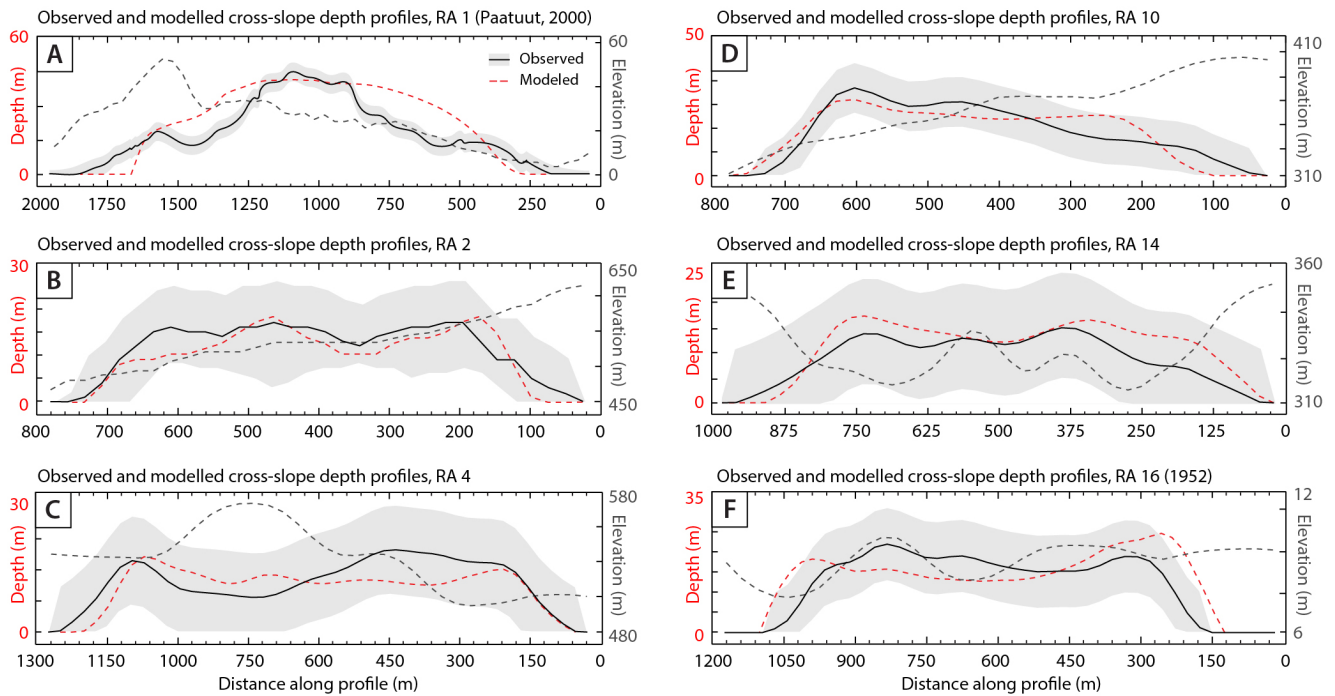 Observed and modelled cross-slope depth profiles, RA 1 (Paatuut, 2000)
A
60
0
Depth (m)
Observed
Modeled
60
0
Elevation (m)
2000 1750 1500 1250 1000 750 500 250 0
Observed and modelled cross-slope depth profiles, RA 2
B
30
0
Depth (m)
650
450
Elevation (m)
800 700 600 500 400 300 200 100 0
Observed and modelled cross-slope depth profiles, RA 4
C
30
0
Depth (m)
580
480
Elevation (m)
1300 1150 1000 750 600 450 300 150 0
Distance along profile (m)
Observed and modelled cross-slope depth profiles, RA 10
D
50
0
Depth (m)
410
310
Elevation (m)
800 700 600 500 400 300 200 100 0
Observed and modelled cross-slope depth profiles, RA 14
E
25
0
Depth (m)
360
310
Elevation (m)
1000 875 750 625 500 375 250 125 0
Observed and modelled cross-slope depth profiles, RA 16 (1952)
F
35
0
Depth (m)
12
6
Elevation (m)
1200 1050 900 750 600 450 300 150 0
Distance along profile (m)